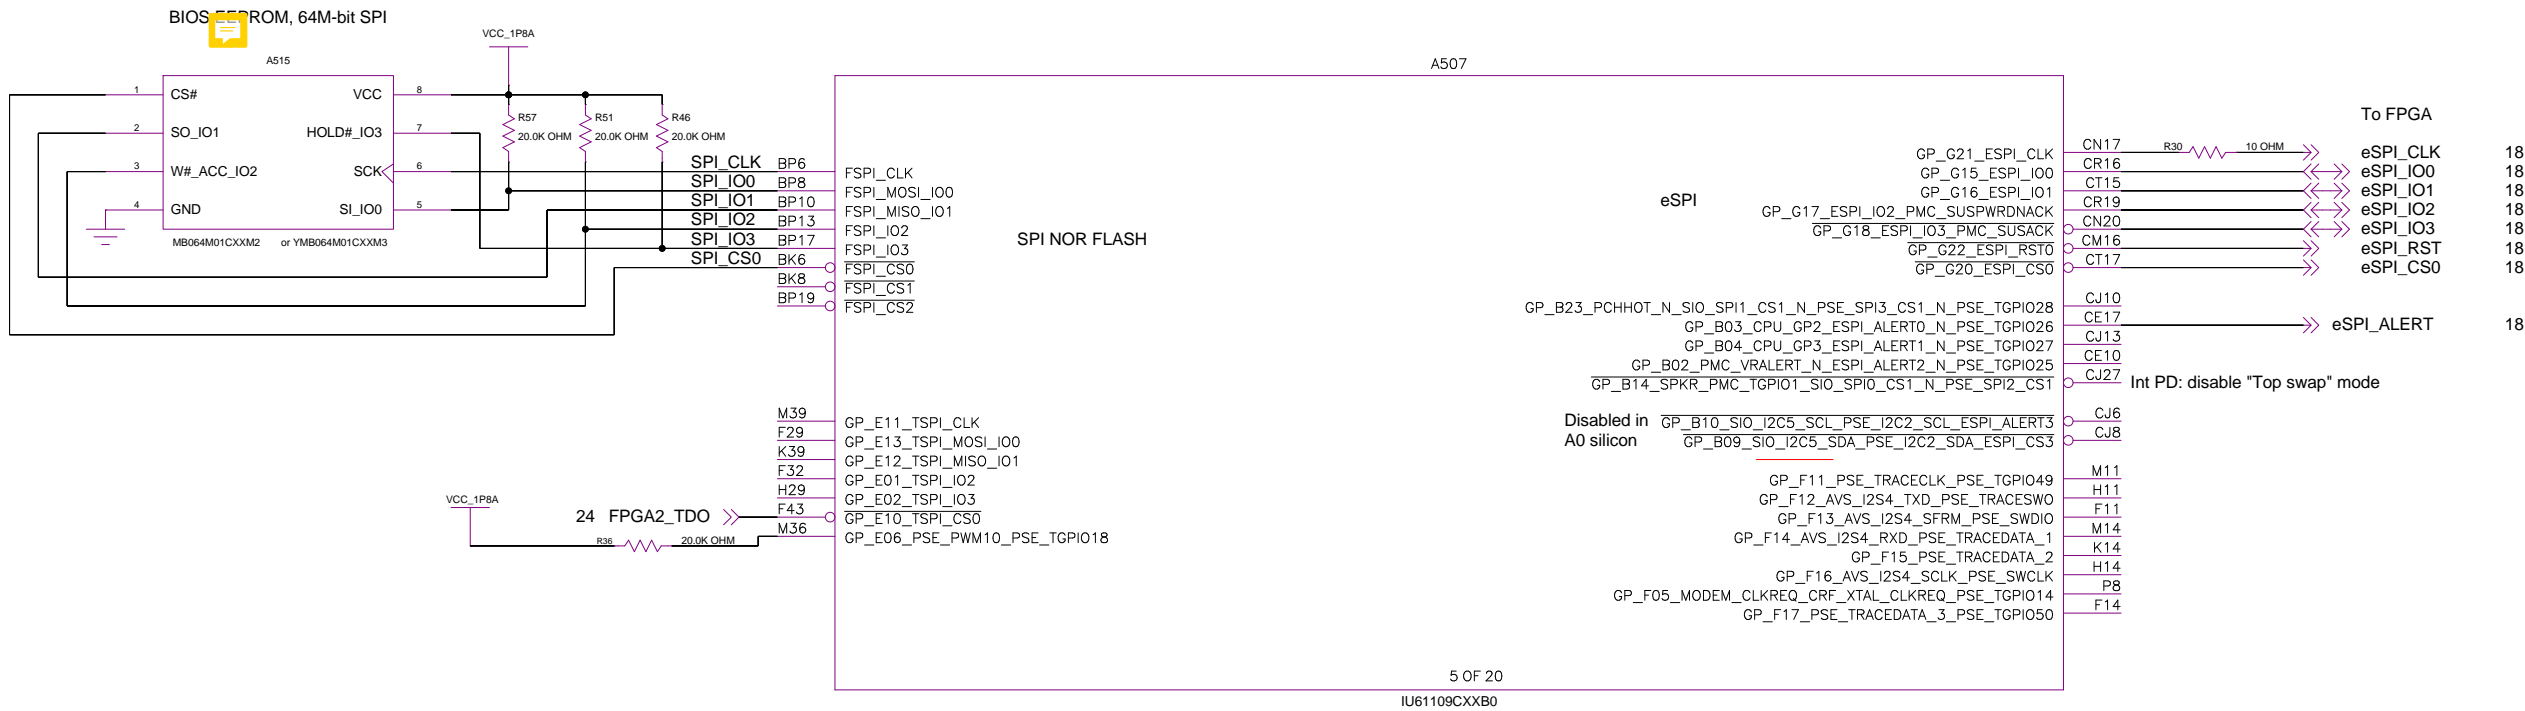 BIOS EEPROM, 64M-bit SPI
A515
1 CS# VCC 8
2 SO_IO1 HOLD#_IO3 7
3 W#_ACC_IO2 SCK 6
4 GND SI_IO0 5
MB064M01CXXM2 or YMB064M01CXXM3
VCC_1P8A
R57 20.0K OHM
R51 20.0K OHM
R46 20.0K OHM
A507
SPI_CLK BP6 FSPI_CLK
SPI_IO0 BP8 FSPI_MOSI_IO0
SPI_IO1 BP10 FSPI_MISO_IO1
SPI_IO2 BP13 FSPI_IO2
SPI_IO3 BP17 FSPI_IO3
SPI_CS0 BK6 FSPI_CS0
BK8 FSPI_CS1
BP19 FSPI_CS2
SPI NOR FLASH
M39 GP_E11_TSPI_CLK
F29 GP_E13_TSPI_MOSI_IO0
K39 GP_E12_TSPI_MISO_IO1
F32 GP_E01_TSPI_IO2
H29 GP_E02_TSPI_IO3
24 FPGA2_TDO F43 GP_E10_TSPI_CS0
M36 GP_E06_PSE_PWM10_PSE_TGPIO18
VCC_1P8A
R36 20.0K OHM
eSPI
To FPGA
GP_G21_ESPI_CLK CN17 R30 10 OHM eSPI_CLK 18
GP_G15_ESPI_IO0 CR16 eSPI_IO0 18
GP_G16_ESPI_IO1 CT15 eSPI_IO1 18
GP_G17_ESPI_IO2_PMC_SUSPWRDNACK CR19 eSPI_IO2 18
GP_G18_ESPI_IO3_PMC_SUSACK CN20 eSPI_IO3 18
GP_G22_ESPI_RST0 CM16 eSPI_RST 18
GP_G20_ESPI_CS0 CT17 eSPI_CS0 18
GP_B23_PCHHOT_N_SIO_SPI1_CS1_N_PSE_SPI3_CS1_N_PSE_TGPIO28 CJ10
GP_B03_CPU_GP2_ESPI_ALERT0_N_PSE_TGPIO26 CE17 eSPI_ALERT 18
GP_B04_CPU_GP3_ESPI_ALERT1_N_PSE_TGPIO27 CJ13
GP_B02_PMC_VRALERT_N_ESPI_ALERT2_N_PSE_TGPIO25 CE10
GP_B14_SPKR_PMC_TGPIO1_SIO_SPI0_CS1_N_PSE_SPI2_CS1 CJ27 Int PD: disable "Top swap" mode
Disabled in GP_B10_SIO_I2C5_SCL_PSE_I2C2_SCL_ESPI_ALERT3 CJ6
A0 silicon GP_B09_SIO_I2C5_SDA_PSE_I2C2_SDA_ESPI_CS3 CJ8
GP_F11_PSE_TRACECLK_PSE_TGPIO49 M11
GP_F12_AVS_I2S4_TXD_PSE_TRACESWO H11
GP_F13_AVS_I2S4_SFRM_PSE_SWDIO F11
GP_F14_AVS_I2S4_RXD_PSE_TRACEDATA_1 M14
GP_F15_PSE_TRACEDATA_2 K14
GP_F16_AVS_I2S4_SCLK_PSE_SWCLK H14
GP_F05_MODEM_CLKREQ_CRF_XTAL_CLKREQ_PSE_TGPIO14 P8
GP_F17_PSE_TRACEDATA_3_PSE_TGPIO50 F14
5 OF 20
IU61109CXXB0